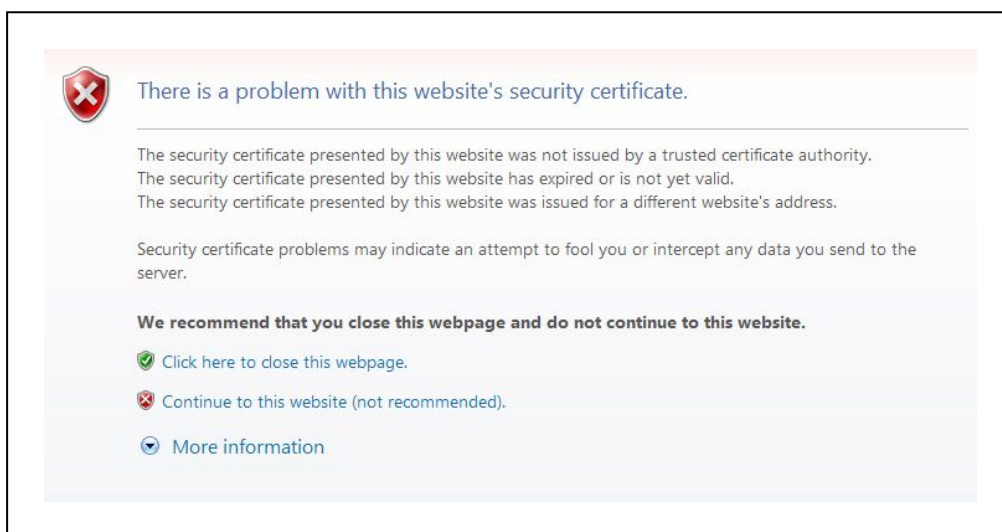 There is a problem with this website's security certificate.
The security certificate presented by this website was not issued by a trusted certificate authority.
The security certificate presented by this website has expired or is not yet valid.
The security certificate presented by this website was issued for a different website's address.
Security certificate problems may indicate an attempt to fool you or intercept any data you send to the
server.
We recommend that you close this webpage and do not continue to this website.
Click here to close this webpage.
Continue to this website (not recommended).
More information